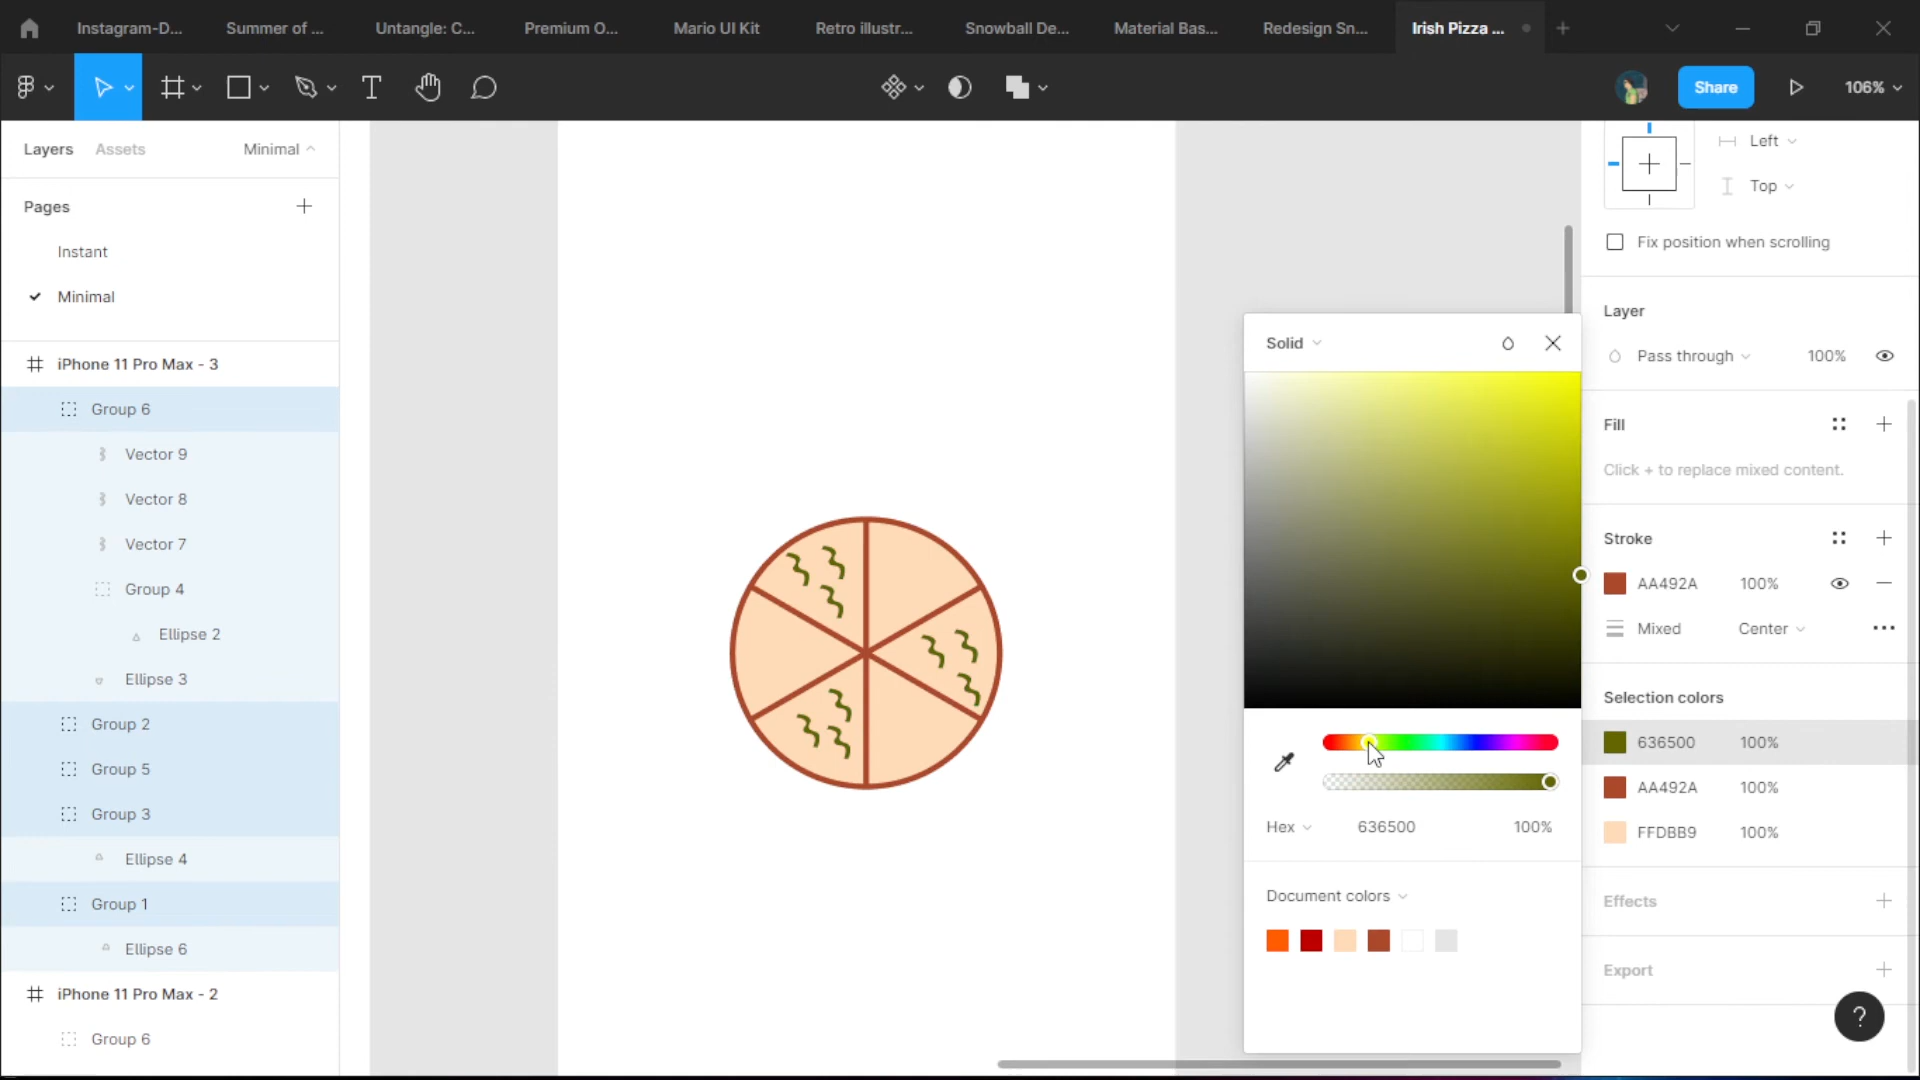 Instagram-D...
Summer of ...
Untangle: C...
Premium O...
Mario UI Kit
Retro illustr...
Snowball De...
Material Bas...
Redesign Sn...
Irish Pizza ...
Share
106%
Layers
Assets
Minimal
Pages
Instant
Minimal
iPhone 11 Pro Max - 3
Group 6
Vector 9
Vector 8
Vector 7
Group 4
Ellipse 2
Ellipse 3
Group 2
Group 5
Group 3
Ellipse 4
Group 1
Ellipse 6
iPhone 11 Pro Max - 2
Group 6
Solid
Hex
636500
100%
Document colors
Left
Top
Fix position when scrolling
Layer
Pass through
100%
Fill
Click + to replace mixed content.
Stroke
AA492A 100%
Mixed Center
Selection colors
636500 100%
AA492A 100%
FFDBB9 100%
Effects
Export
?